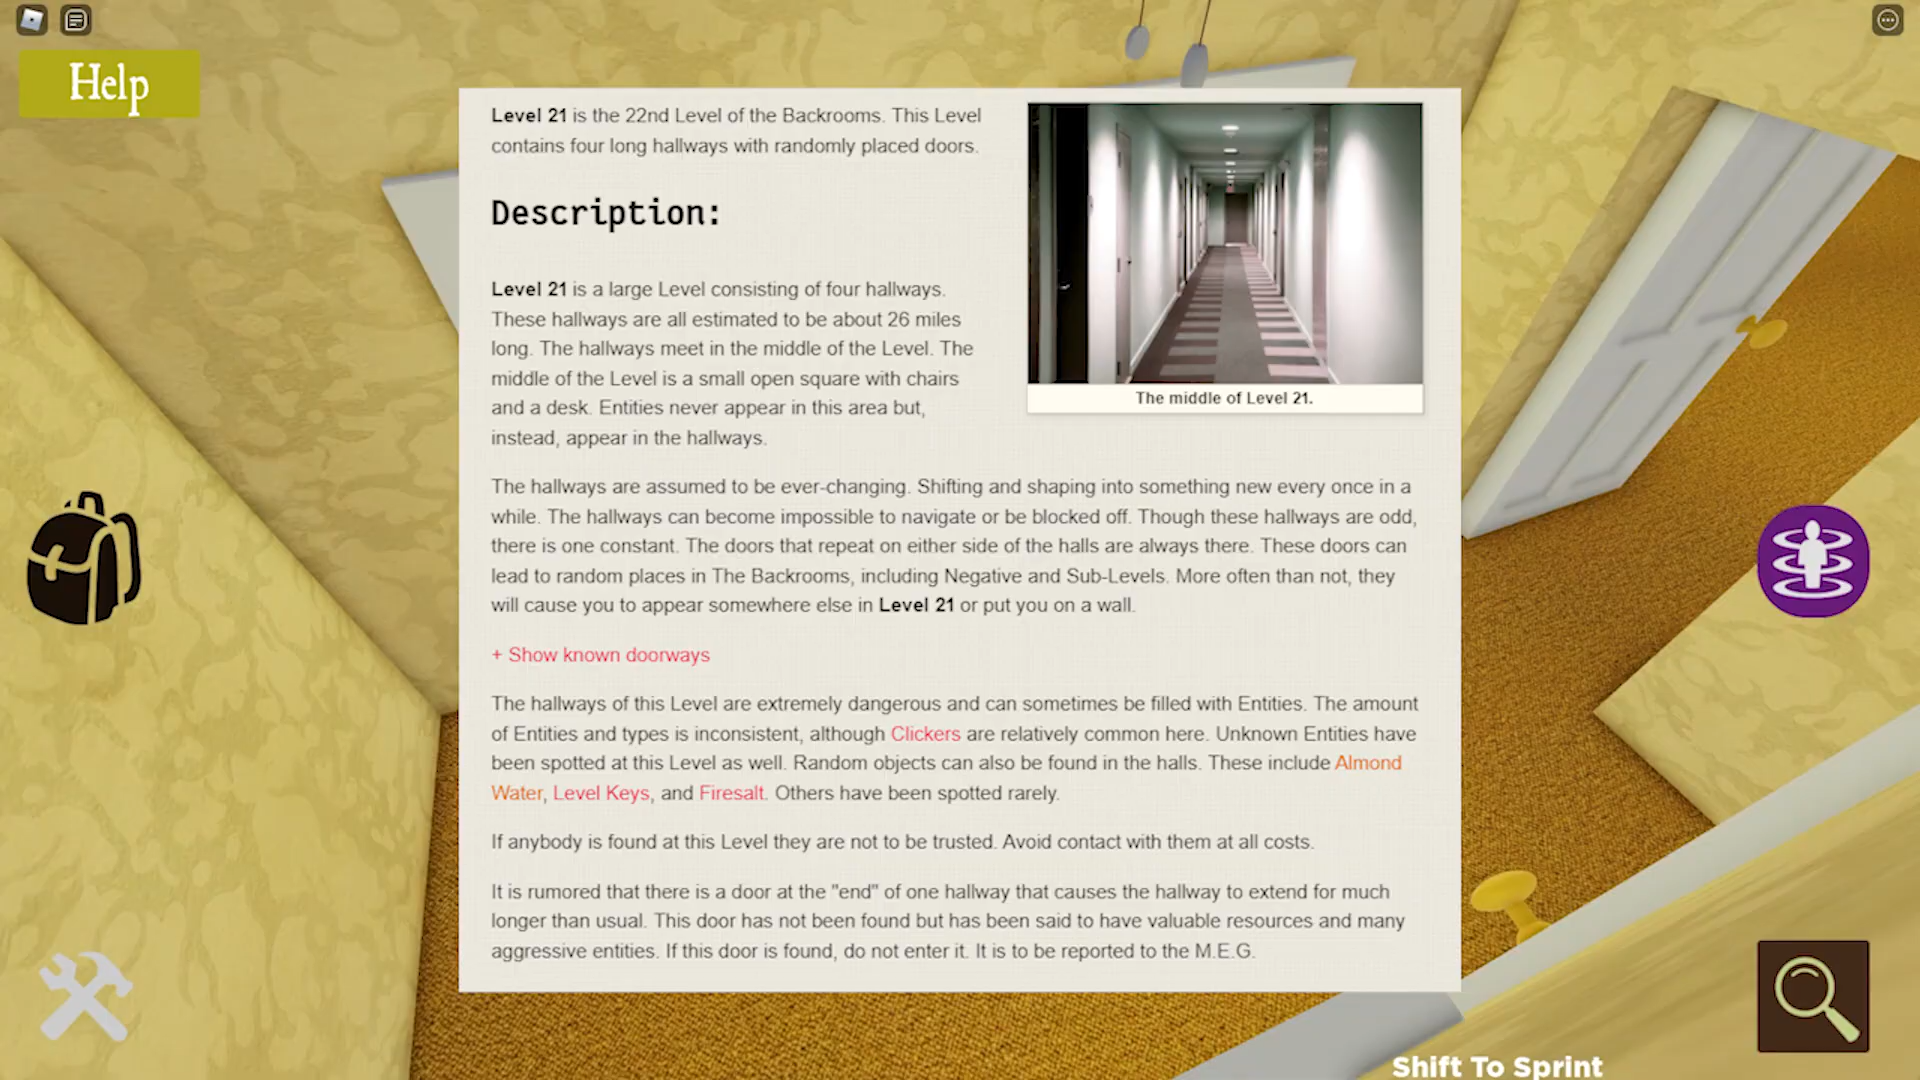 Help
Level 21 is the 22nd Level of the Backrooms. This Level
contains four long hallways with randomly placed doors.
Description:
Level 21 is a large Level consisting of four hallways.
These hallways are all estimated to be about 26 miles
long. The hallways meet in the middle of the Level. The
middle of the Level is a small open square with chairs
and a desk. Entities never appear in this area but,
instead, appear in the hallways.
The middle of Level 21.
The hallways are assumed to be ever-changing. Shifting and shaping into something new every once in a
while. The hallways can become impossible to navigate or be blocked off. Though these hallways are odd,
there is one constant. The doors that repeat on either side of the halls are always there. These doors can
lead to random places in The Backrooms, including Negative and Sub-Levels. More often than not, they
will cause you to appear somewhere else in Level 21 or put you on a wall.
+ Show known doorways
The hallways of this Level are extremely dangerous and can sometimes be filled with Entities. The amount
of Entities and types is inconsistent, although Clickers are relatively common here. Unknown Entities have
been spotted at this Level as well. Random objects can also be found in the halls. These include Almond
Water, Level Keys, and Firesalt. Others have been spotted rarely.
If anybody is found at this Level they are not to be trusted. Avoid contact with them at all costs.
It is rumored that there is a door at the "end" of one hallway that causes the hallway to extend for much
longer than usual. This door has not been found but has been said to have valuable resources and many
aggressive entities. If this door is found, do not enter it. It is to be reported to the M.E.G.
Shift To Sprint